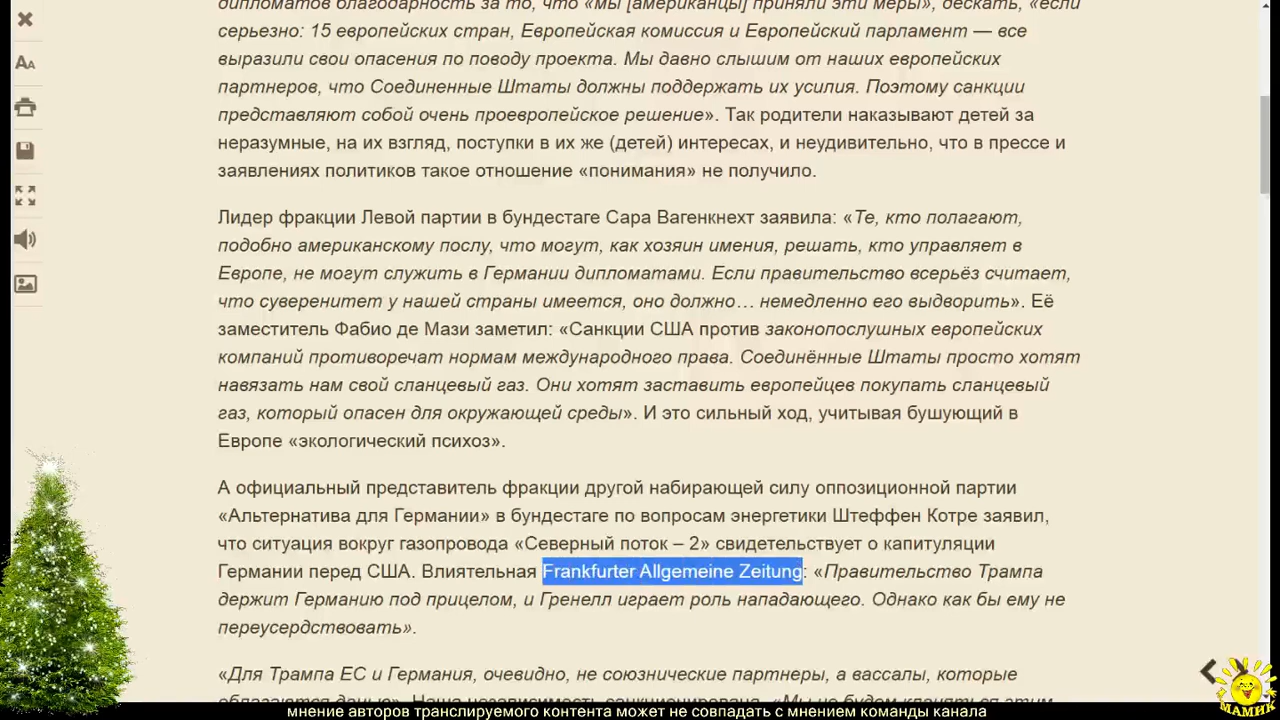 дипломатов благодарность за то, что «мы [американцы] приняли эти меры», дескать, «если
серьезно: 15 европейских стран, Европейская комиссия и Европейский парламент — все
выразили свои опасения по поводу проекта. Мы давно слышим от наших европейских
партнеров, что Соединенные Штаты должны поддержать их усилия. Поэтому санкции
представляют собой очень проевропейское решение». Так родители наказывают детей за
неразумные, на их взгляд, поступки в их же (детей) интересах, и неудивительно, что в прессе и
заявлениях политиков такое отношение «понимания» не получило.
Лидер фракции Левой партии в бундестаге Сара Вагенкнехт заявила: «Те, кто полагают,
подобно американскому послу, что могут, как хозяин имения, решать, кто управляет в
Европе, не могут служить в Германии дипломатами. Если правительство всерьёз считает,
что суверенитет у нашей страны имеется, оно должно… немедленно его выдворить». Её
заместитель Фабио де Мази заметил: «Санкции США против законопослушных европейских
компаний противоречат нормам международного права. Соединённые Штаты просто хотят
навязать нам свой сланцевый газ. Они хотят заставить европейцев покупать сланцевый
газ, который опасен для окружающей среды». И это сильный ход, учитывая бушующий в
Европе «экологический психоз».
А официальный представитель фракции другой набирающей силу оппозиционной партии
«Альтернатива для Германии» в бундестаге по вопросам энергетики Штеффен Котре заявил,
что ситуация вокруг газопровода «Северный поток – 2» свидетельствует о капитуляции
Германии перед США. Влиятельная Frankfurter Allgemeine Zeitung: «Правительство Трампа
держит Германию под прицелом, и Гренелл играет роль нападающего. Однако как бы ему не
переусердствовать».
«Для Трампа ЕС и Германия, очевидно, не союзнические партнеры, а вассалы, которые
мнение авторов транслируемого контента может не совпадать с мнением команды канала
МАМИК